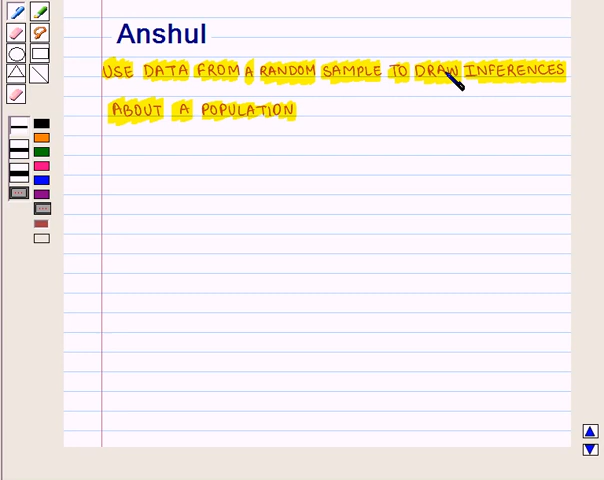 Anshul
USE DATA FROM A RANDOM SAMPLE TO DRAW INFERENCES
ABOUT A POPULATION